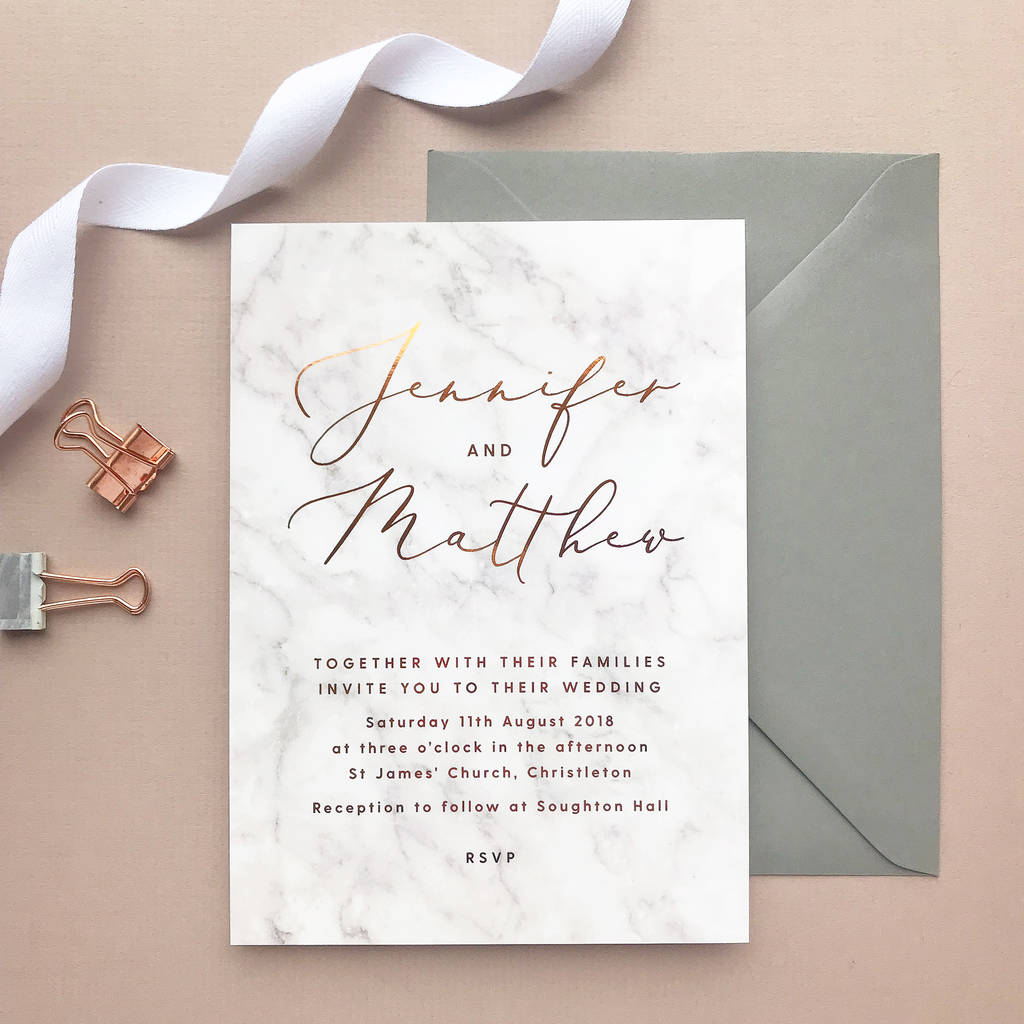 Jennifer
AND
Matthew
TOGETHER WITH THEIR FAMILIES
INVITE YOU TO THEIR WEDDING
Saturday 11th August 2018
at three o'clock in the afternoon
St James' Church, Christleton
Reception to follow at Soughton Hall
RSVP